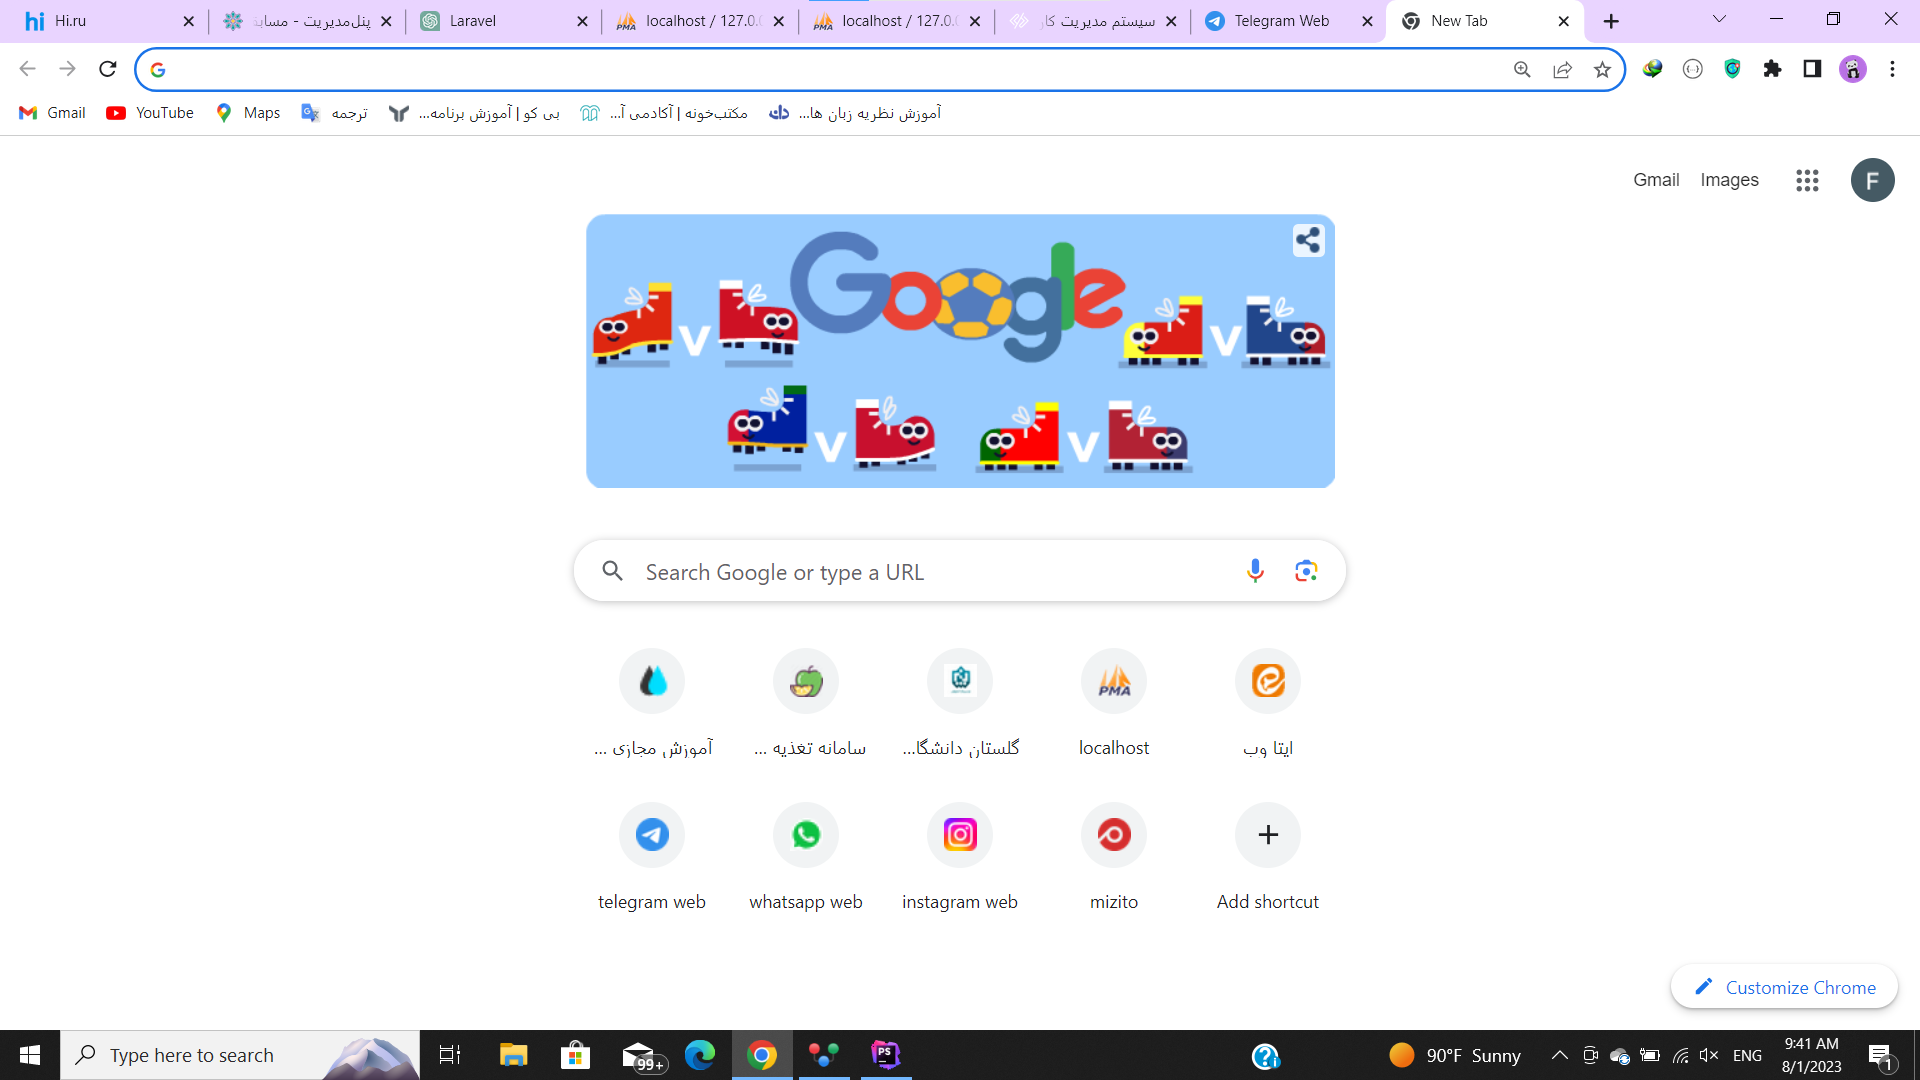 hi Hi.ru
پنل‌مدیریت - مسابق
Laravel
localhost / 127.0.0
localhost / 127.0.0
سیستم مدیریت کار
Telegram Web
New Tab
Gmail
YouTube
Maps
ترجمه
بی کو | آموزش برنامه...
مکتب‌خونه | آکادمی آ...
آموزش نظریه زبان ها...
Gmail Images F
Google
V V
V V
Search Google or type a URL
آموزش مجازی ...
سامانه تغذیه ...
گلستان دانشگا...
PMA
localhost
ایتا وب
telegram web
whatsapp web
instagram web
mizito
Add shortcut
Customize Chrome
Type here to search
99+
PS
90°F Sunny
ENG
9:41 AM
8/1/2023
1